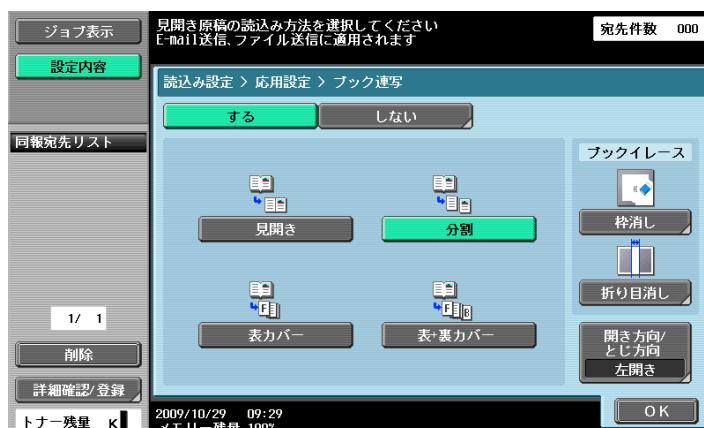 ジョブ表示
設定内容
見開き原稿の読込み方法を選択してください
E-mail送信、ファイル送信に適用されます
宛先件数 000
読込み設定 > 応用設定 > ブック連写
する
しない
同報宛先リスト
見開き
分割
F
表カバー
F B
表+裏カバー
ブックイレース
枠消し
折り目消し
開き方向/
とじ方向
左開き
1/ 1
削除
詳細確認/登録
トナー残量 K
2009/10/29 09:29
メモリー残量 100%
OK